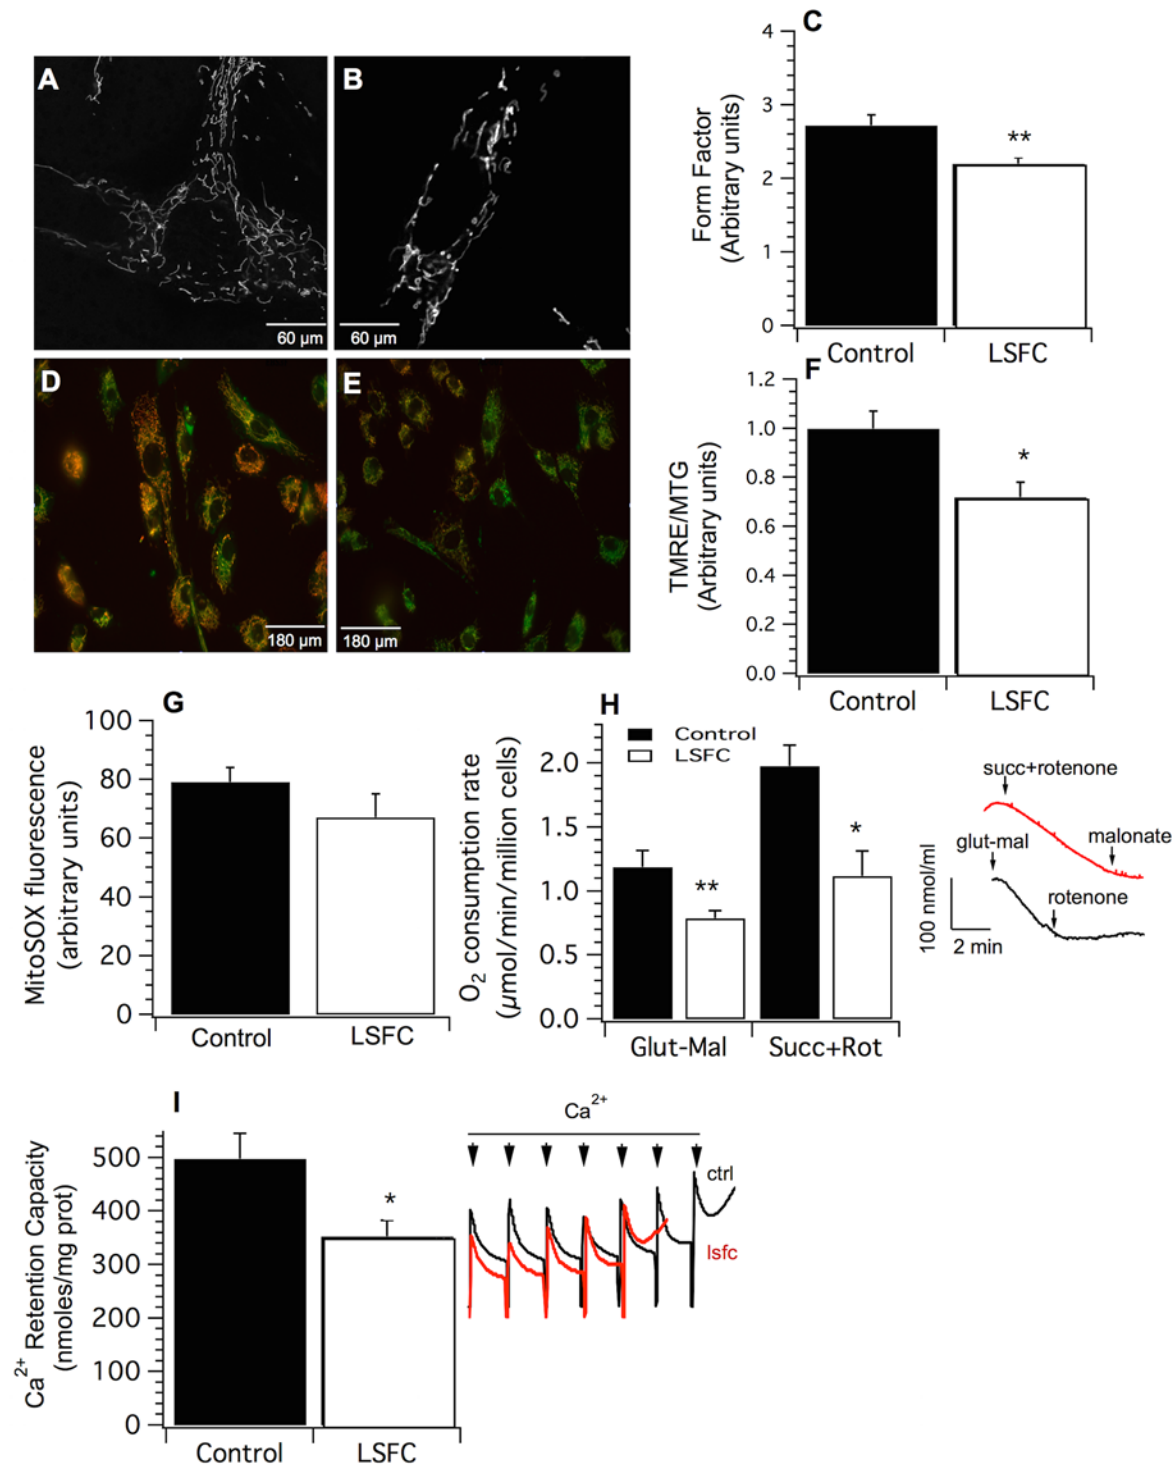 A
B
60 µm
60 µm
C
4
3
2
1
0
Form Factor
(Arbitrary units)
**
Control
LSFC
D
E
180 µm
180 µm
F
1.2
1.0
0.8
0.6
0.4
0.2
0.0
TMRE/MTG
(Arbitrary units)
*
Control
LSFC
G
100
80
60
40
20
0
MitoSOX fluorescence
(arbitrary units)
Control
LSFC
H
Control
LSFC
2.0
1.5
1.0
0.5
0.0
O2 consumption rate
(µmol/min/million cells)
**
*
Glut-Mal
Succ+Rot
succ+rotenone
malonate
glut-mal
rotenone
100 nmol/ml
2 min
I
500
400
300
200
100
0
Ca2+ Retention Capacity
(nmoles/mg prot)
*
Control
LSFC
Ca2+
ctrl
lsfc